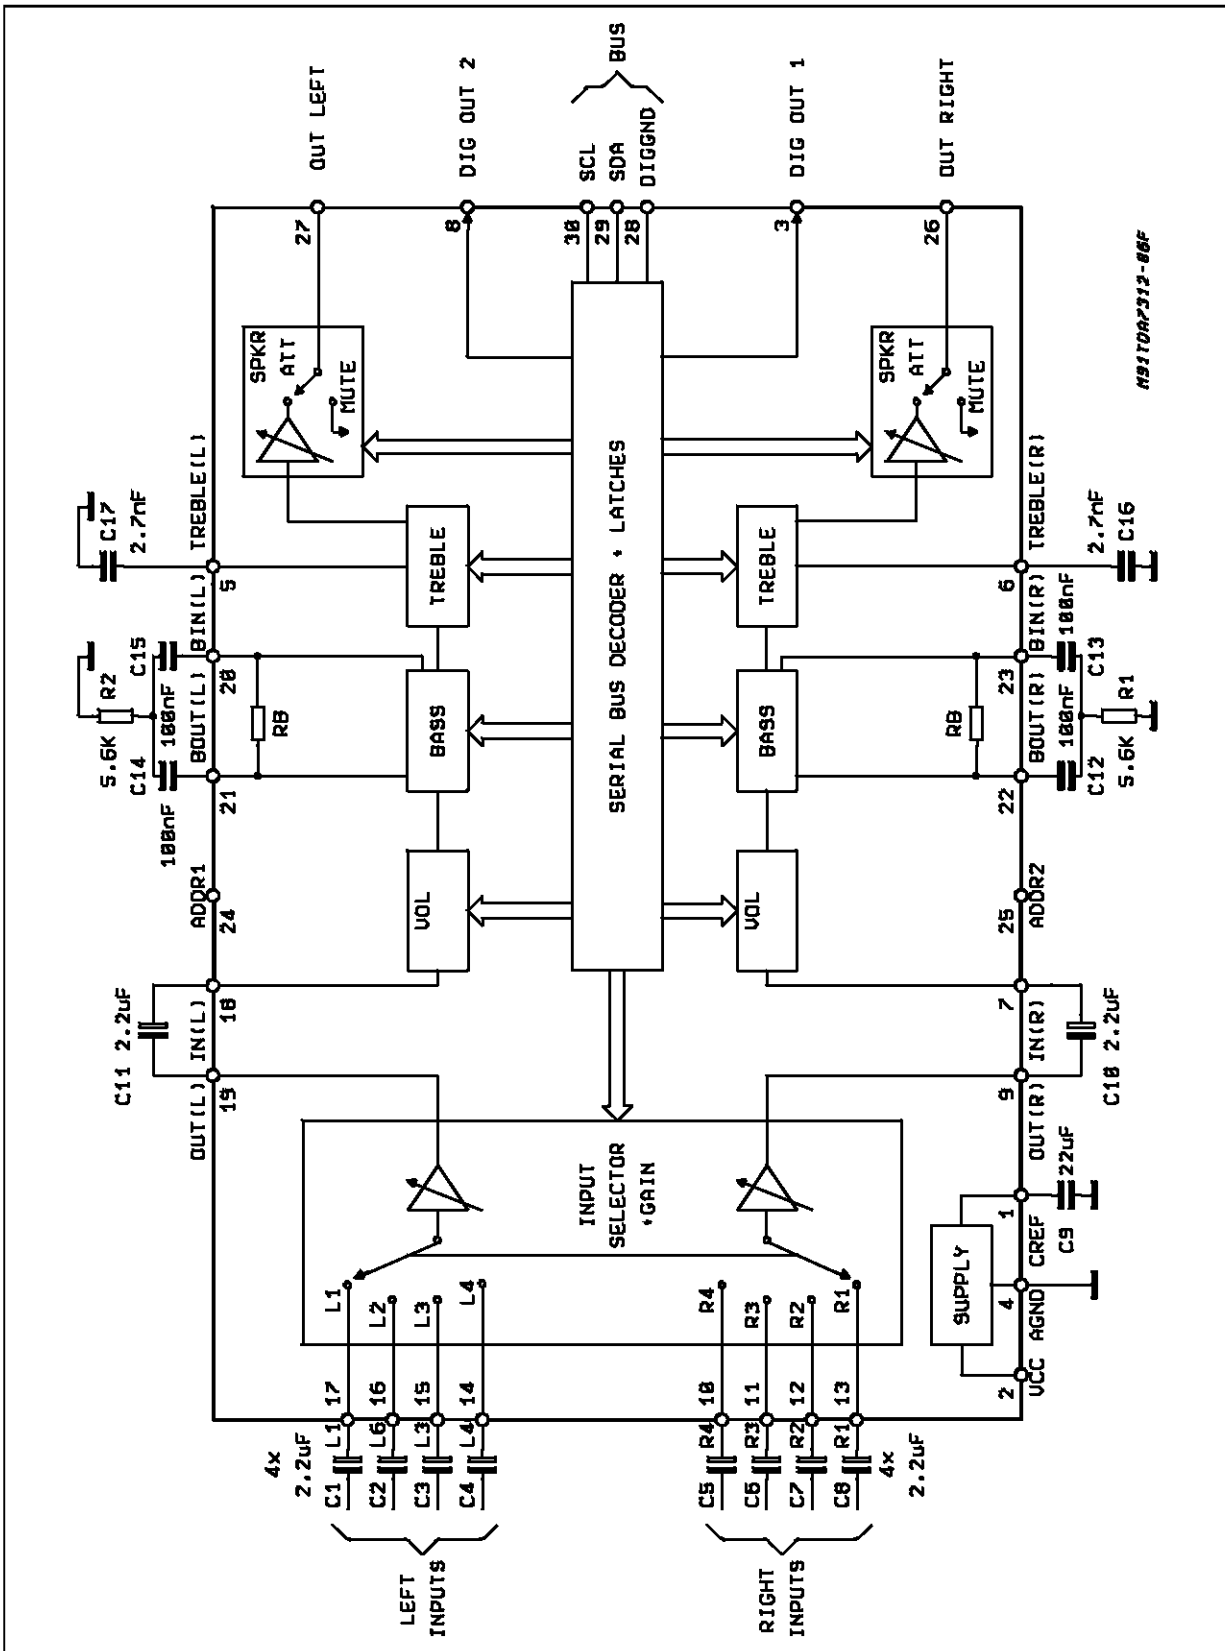 5.6K
R2
C17
2.7nF
C11 2.2uF
C14
100nF
100nF
C15
OUT(L)
IN(L)
ADDR1
BOUT(L)
BIN(L)
TREBLE(L)
19
18
24
21
20
5
27
OUT LEFT
RB
SPKR
ATT
MUTE
4x
2.2uF
LEFT
INPUTS
C1
L1
17
L1
C2
L6
16
L2
C3
L3
15
L3
C4
L4
14
L4
VOL
BASS
TREBLE
8
DIG OUT 2
INPUT
SELECTOR
+GAIN
SERIAL BUS DECODER + LATCHES
30
SCL
29
SDA
28
DIGGND
BUS
RIGHT
INPUTS
C5
R4
10
R4
C6
R3
11
R3
C7
R2
12
R2
C8
R1
13
R1
4x
2.2uF
VOL
BASS
TREBLE
3
DIG OUT 1
SPKR
ATT
MUTE
RB
26
OUT RIGHT
SUPPLY
2
4
1
9
7
25
22
23
6
VCC
AGND
CREF
OUT(R)
IN(R)
ADDR2
BOUT(R)
BIN(R)
TREBLE(R)
C9
22uF
C10 2.2uF
C12
100nF
C13
100nF
5.6K
R1
C16
2.7nF
M91TDA7312-06F